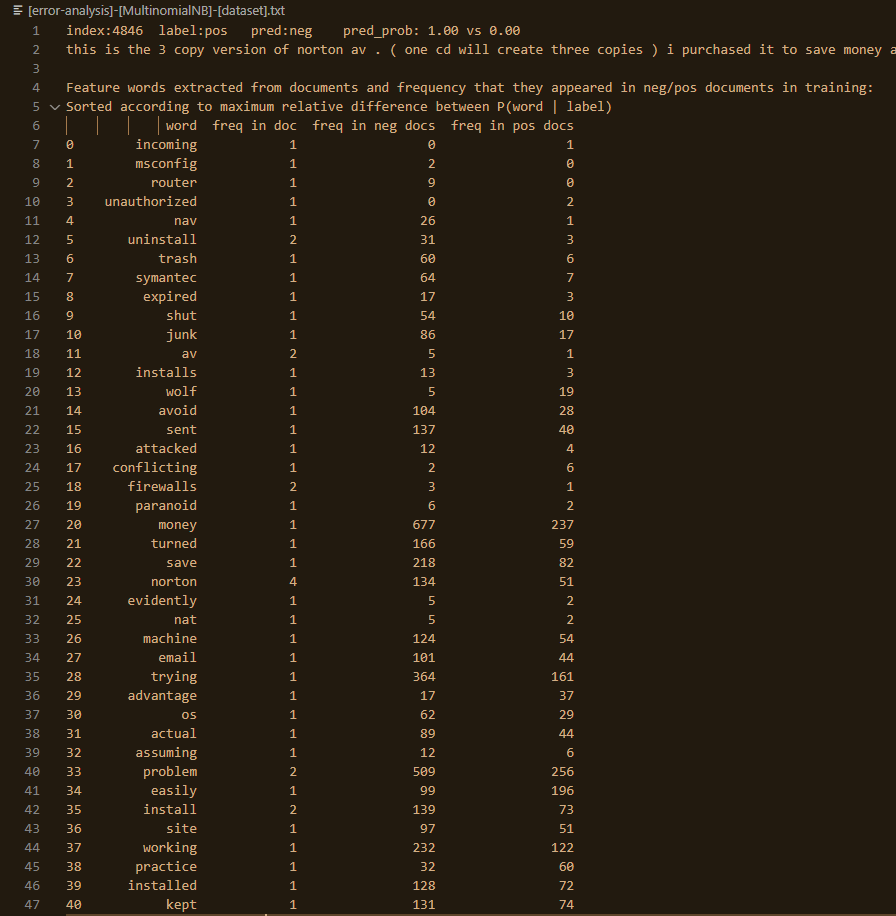 [error-analysis]-[MultinomialNB]-[dataset].txt
1 index:4846 label:pos pred:neg pred_prob: 1.00 vs 0.00
2 this is the 3 copy version of norton av . ( one cd will create three copies ) i purchased it to save money a
3
4 Feature words extracted from documents and frequency that they appeared in neg/pos documents in training:
5 Sorted according to maximum relative difference between P(word | label)
6 word freq in doc freq in neg docs freq in pos docs
7 0 incoming 1 0 1
8 1 msconfig 1 2 0
9 2 router 1 9 0
10 3 unauthorized 1 0 2
11 4 nav 1 26 1
12 5 uninstall 2 31 3
13 6 trash 1 60 6
14 7 symantec 1 64 7
15 8 expired 1 17 3
16 9 shut 1 54 10
17 10 junk 1 86 17
18 11 av 2 5 1
19 12 installs 1 13 3
20 13 wolf 1 5 19
21 14 avoid 1 104 28
22 15 sent 1 137 40
23 16 attacked 1 12 4
24 17 conflicting 1 2 6
25 18 firewalls 2 3 1
26 19 paranoid 1 6 2
27 20 money 1 677 237
28 21 turned 1 166 59
29 22 save 1 218 82
30 23 norton 4 134 51
31 24 evidently 1 5 2
32 25 nat 1 5 2
33 26 machine 1 124 54
34 27 email 1 101 44
35 28 trying 1 364 161
36 29 advantage 1 17 37
37 30 os 1 62 29
38 31 actual 1 89 44
39 32 assuming 1 12 6
40 33 problem 2 509 256
41 34 easily 1 99 196
42 35 install 2 139 73
43 36 site 1 97 51
44 37 working 1 232 122
45 38 practice 1 32 60
46 39 installed 1 128 72
47 40 kept 1 131 74